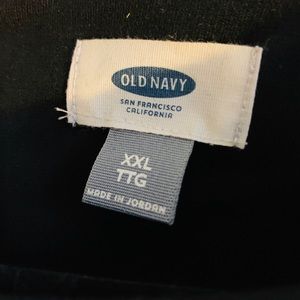 OLD NAVY
SAN FRANCISCO
CALIFORNIA
XXL
TTG
MADE IN JORDAN